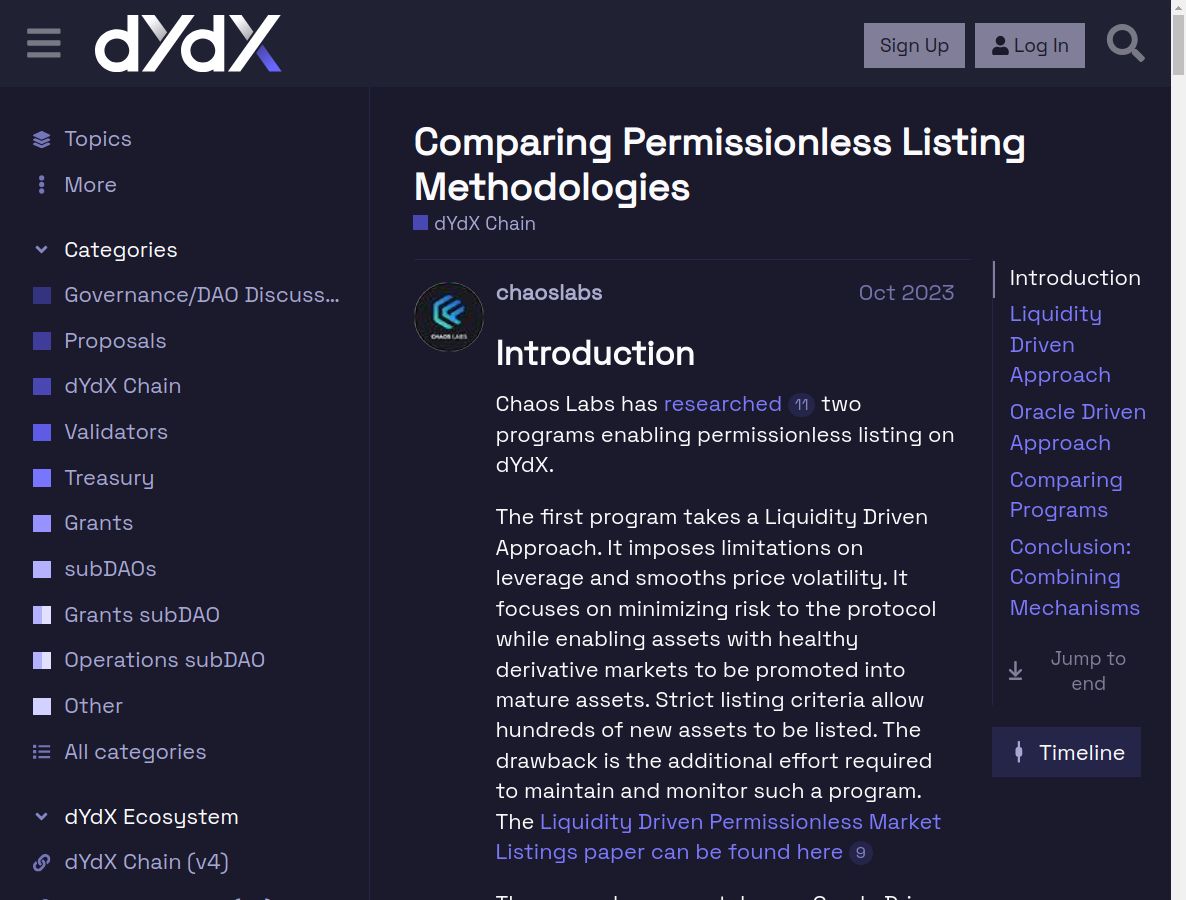 dYdX
Sign Up
Log In
Topics
More
Categories
Governance/DAO Discuss...
Proposals
dYdX Chain
Validators
Treasury
Grants
subDAOs
Grants subDAO
Operations subDAO
Other
All categories
dYdX Ecosystem
dYdX Chain (v4)
Comparing Permissionless Listing
Methodologies
dYdX Chain
chaoslabs
Oct 2023
CHAOS LABS
Introduction
Chaos Labs has researched 11 two
programs enabling permissionless listing on
dYdX.
The first program takes a Liquidity Driven
Approach. It imposes limitations on
leverage and smooths price volatility. It
focuses on minimizing risk to the protocol
while enabling assets with healthy
derivative markets to be promoted into
mature assets. Strict listing criteria allow
hundreds of new assets to be listed. The
drawback is the additional effort required
to maintain and monitor such a program.
The Liquidity Driven Permissionless Market
Listings paper can be found here 9
Introduction
Liquidity
Driven
Approach
Oracle Driven
Approach
Comparing
Programs
Conclusion:
Combining
Mechanisms
Jump to
end
Timeline